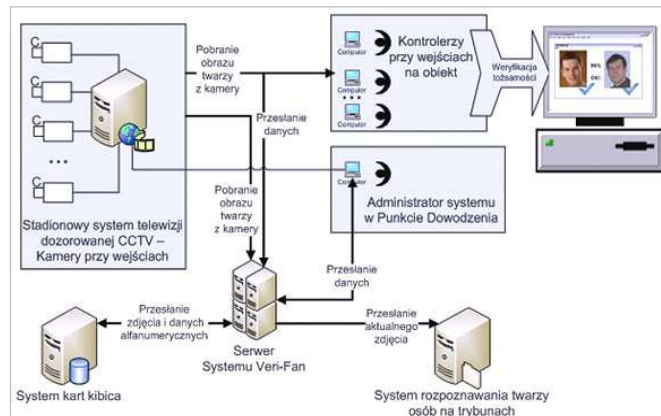 C
C
C
C
...
Stadionowy system telewizji
dozorowanej CCTV –
Kamery przy wejściach
Pobranie
obrazu
twarzy
z kamery
Przesłanie
danych
Pobranie
obrazu
twarzy
z kamery
Computer
Computer
...
Computer
Kontrolerzy
przy wejściach
na obiekt
Weryfikacja
tożsamości
OK!
Computer
Administrator systemu
w Punkcie Dowodzenia
Przesłanie
danych
Przesłanie
zdjęcia i danych
alfanumerycznych
Serwer
Systemu Veri-Fan
Przesłanie
aktualnego
zdjęcia
System kart kibica
System rozpoznawania twarzy
osób na trybunach